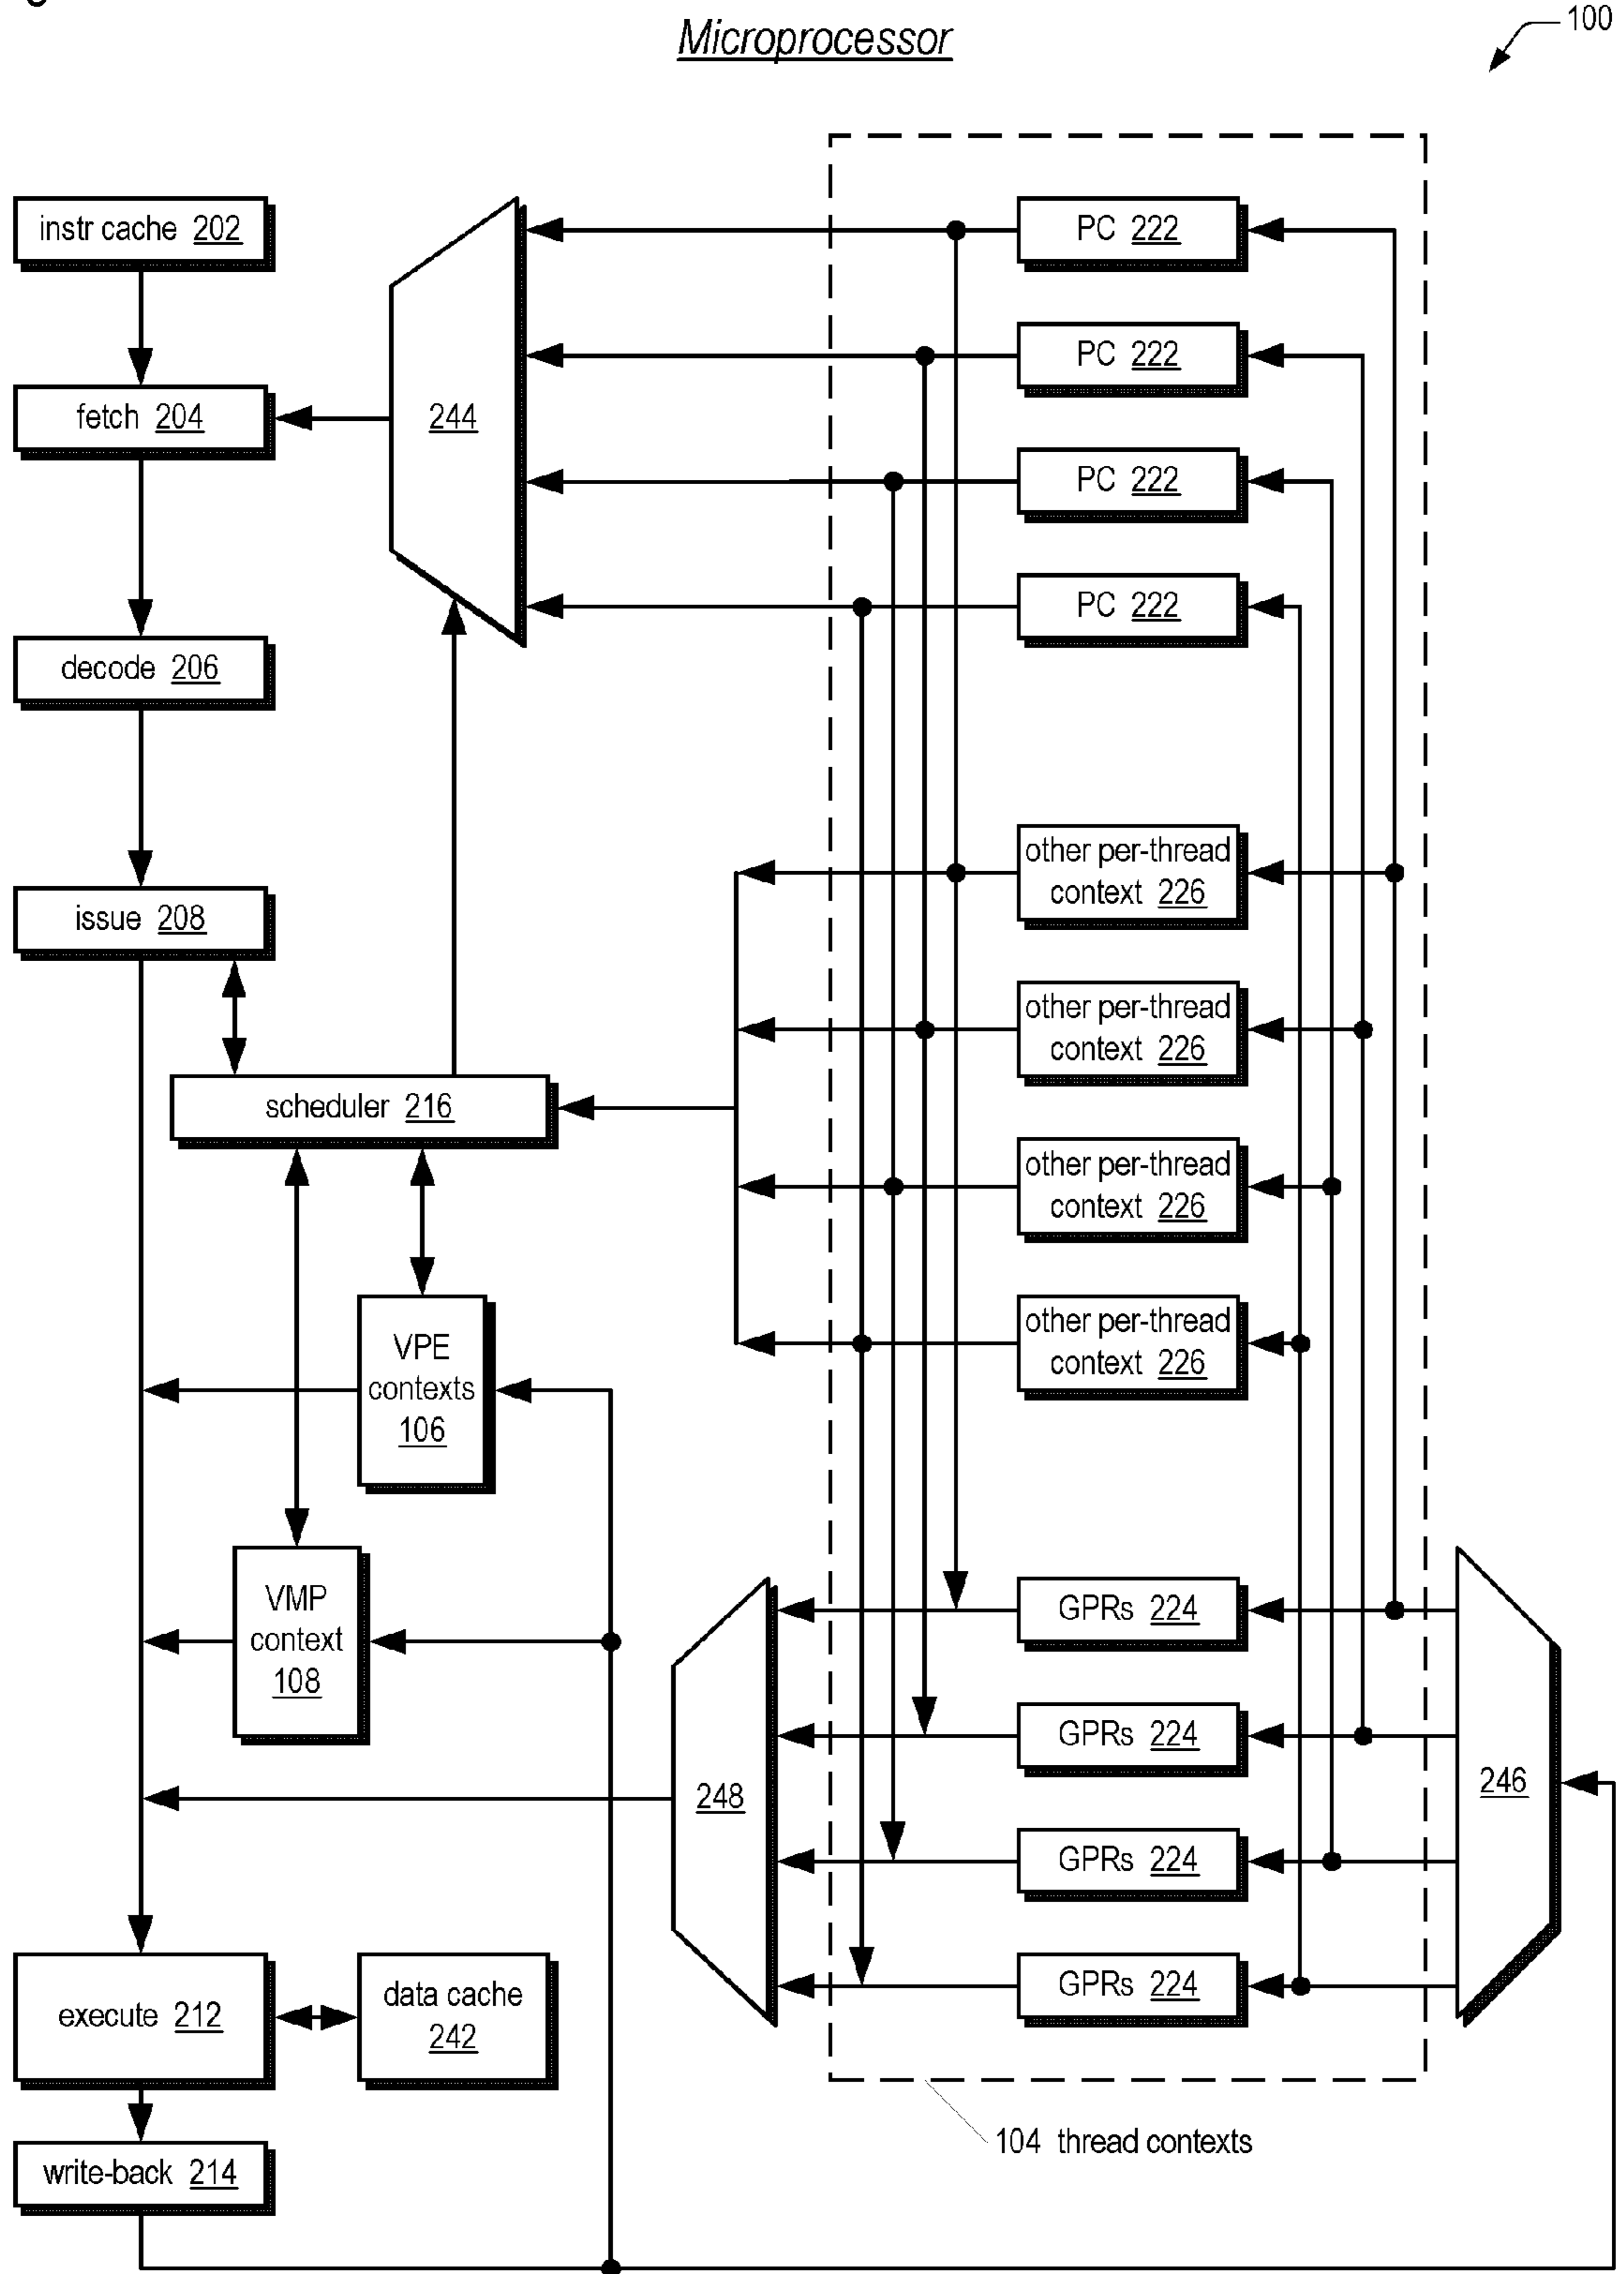 Microprocessor
100
instr cache 202
PC 222
PC 222
fetch 204
244
PC 222
PC 222
decode 206
other per-thread
context 226
issue 208
other per-thread
context 226
scheduler 216
other per-thread
context 226
other per-thread
context 226
VPE
contexts
106
VMP
context
108
GPRs 224
GPRs 224
248
246
GPRs 224
GPRs 224
execute 212
data cache
242
104 thread contexts
write-back 214